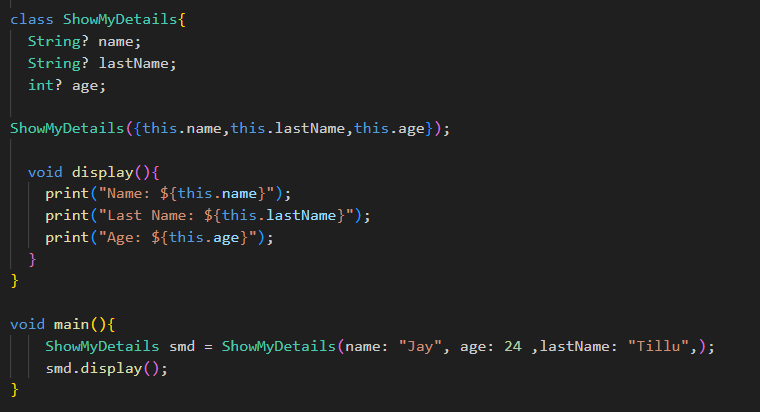 class ShowMyDetails{
  String? name;
  String? lastName;
  int? age;

ShowMyDetails({this.name,this.lastName,this.age});

  void display(){
    print("Name: ${this.name}");
    print("Last Name: ${this.lastName}");
    print("Age: ${this.age}");
  }
}

void main(){
    ShowMyDetails smd = ShowMyDetails(name: "Jay", age: 24 ,lastName: "Tillu",);
    smd.display();
}